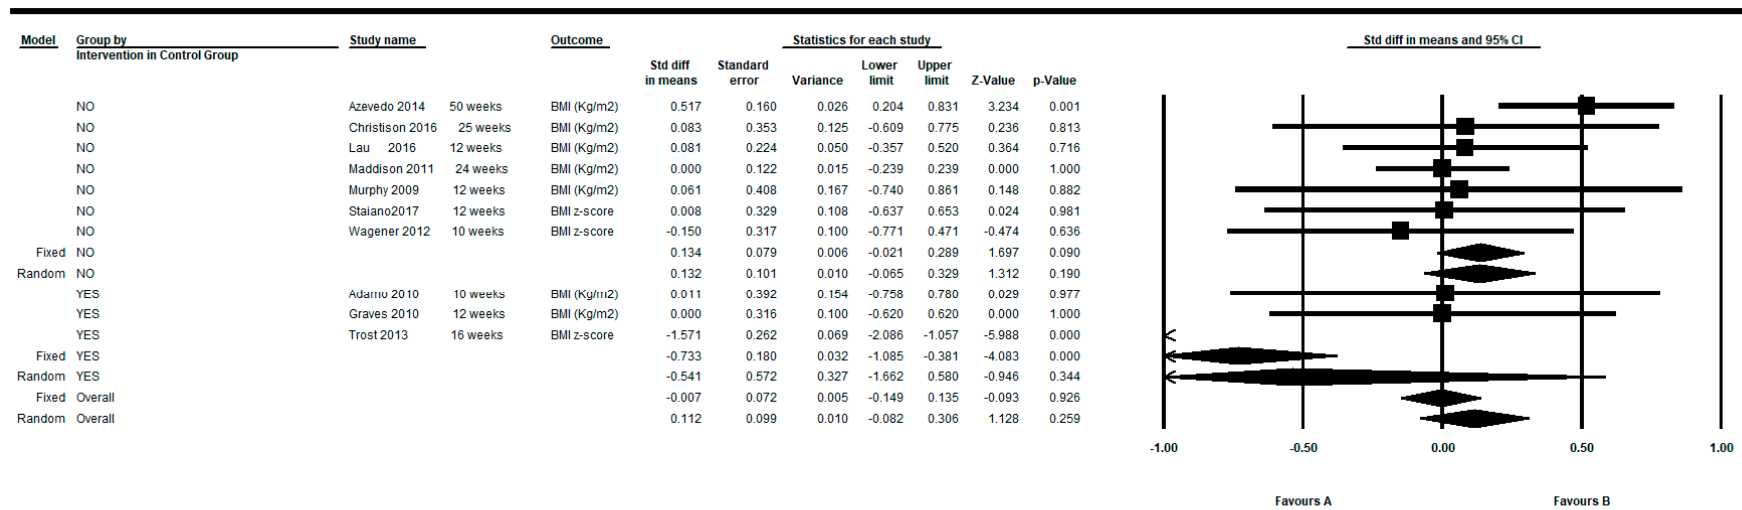 Model Group by Study name Outcome Statistics for each study Std diff in means and 95% CI
Intervention in Control Group
Std diff Standard Lower Upper
in means error Variance limit limit Z-Value p-Value
NO Azevedo 2014 50 weeks BMI (Kg/m2) 0.517 0.160 0.026 0.204 0.831 3.234 0.001
NO Christison 2016 25 weeks BMI (Kg/m2) 0.083 0.353 0.125 -0.609 0.775 0.236 0.813
NO Lau 2016 12 weeks BMI (Kg/m2) 0.081 0.224 0.050 -0.357 0.520 0.364 0.716
NO Maddison 2011 24 weeks BMI (Kg/m2) 0.000 0.122 0.015 -0.239 0.239 0.000 1.000
NO Murphy 2009 12 weeks BMI (Kg/m2) 0.061 0.408 0.167 -0.740 0.861 0.148 0.882
NO Staiano2017 12 weeks BMI z-score 0.008 0.329 0.108 -0.637 0.653 0.024 0.981
NO Wagener 2012 10 weeks BMI z-score -0.150 0.317 0.100 -0.771 0.471 -0.474 0.636
Fixed NO 0.134 0.079 0.006 -0.021 0.289 1.697 0.090
Random NO 0.132 0.101 0.010 -0.065 0.329 1.312 0.190
YES Adamo 2010 10 weeks BMI (Kg/m2) 0.011 0.392 0.154 -0.758 0.780 0.029 0.977
YES Graves 2010 12 weeks BMI (Kg/m2) 0.000 0.316 0.100 -0.620 0.620 0.000 1.000
YES Trost 2013 16 weeks BMI z-score -1.571 0.262 0.069 -2.086 -1.057 -5.988 0.000
Fixed YES -0.733 0.180 0.032 -1.085 -0.381 -4.083 0.000
Random YES -0.541 0.572 0.327 -1.662 0.580 -0.946 0.344
Fixed Overall -0.007 0.072 0.005 -0.149 0.135 -0.093 0.926
Random Overall 0.112 0.099 0.010 -0.082 0.306 1.128 0.259
-1.00 -0.50 0.00 0.50 1.00
Favours A Favours B